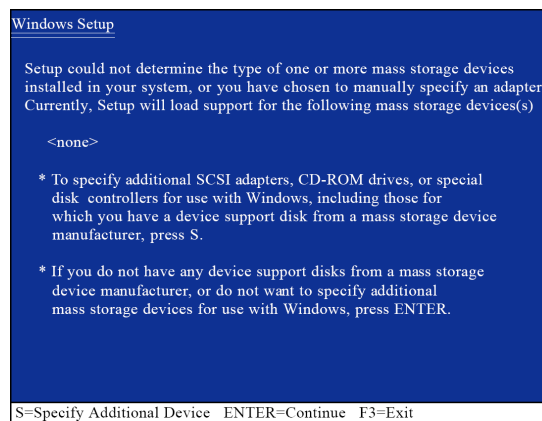 Windows Setup
Setup could not determine the type of one or more mass storage devices
installed in your system, or you have chosen to manually specify an adapter
Currently, Setup will load support for the following mass storage devices(s)
<none>
* To specify additional SCSI adapters, CD-ROM drives, or special
disk controllers for use with Windows, including those for
which you have a device support disk from a mass storage device
manufacturer, press S.
* If you do not have any device support disks from a mass storage
device manufacturer, or do not want to specify additional
mass storage devices for use with Windows, press ENTER.
S=Specify Additional Device ENTER=Continue F3=Exit